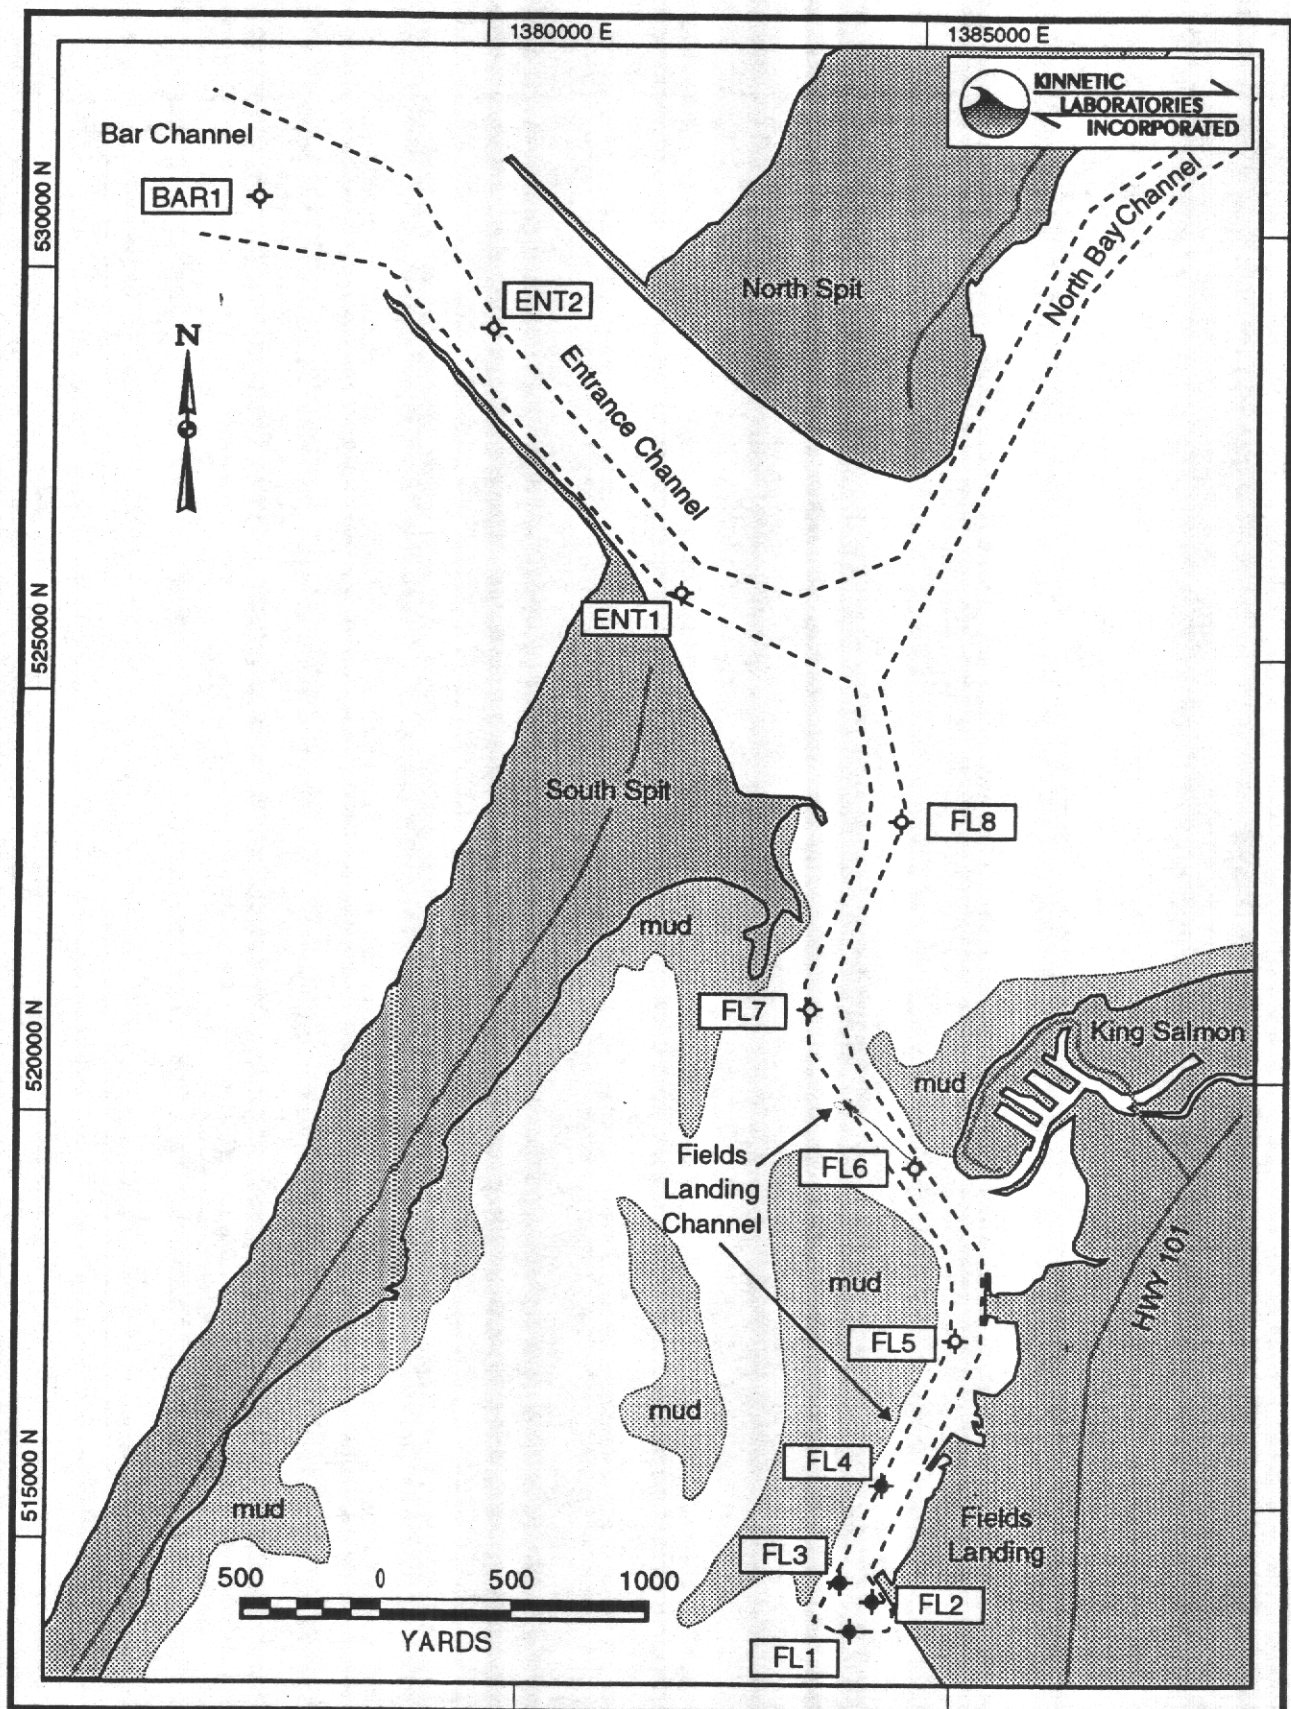 1380000 E
1385000 E
KINNETIC
LABORATORIES
INCORPORATED
Bar Channel
BAR1
530000 N
North Bay Channel
North Spit
ENT2
N
Entrance Channel
ENT1
525000 N
South Spit
FL8
mud
FL7
King Salmon
520000 N
mud
Fields
Landing
Channel
FL6
HWY 101
mud
FL5
mud
FL4
515000 N
mud
Fields
Landing
FL3
500 0 500 1000
YARDS
FL2
FL1